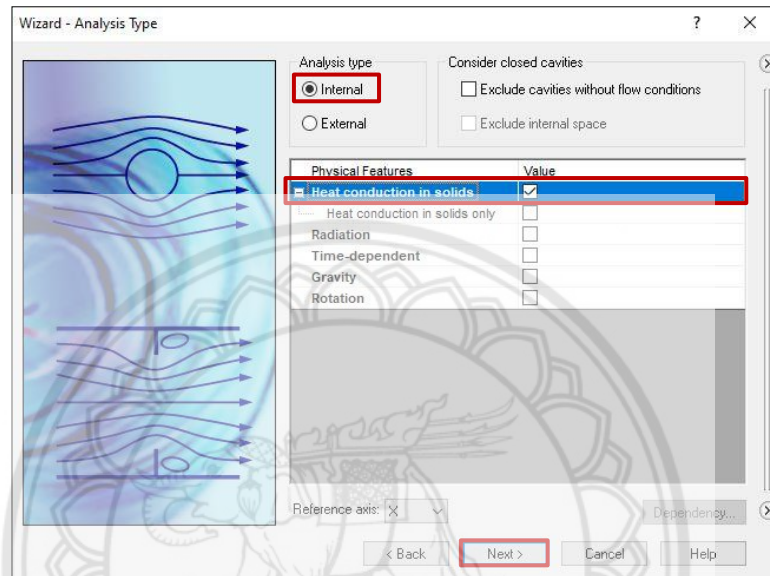 Wizard - Analysis Type
Analysis type
Internal
External
Consider closed cavities
Exclude cavities without flow conditions
Exclude internal space
Physical Features Value
Heat conduction in solids
Heat conduction in solids only
Radiation
Time-dependent
Gravity
Rotation
Reference axis: X
Dependency...
< Back Next > Cancel Help